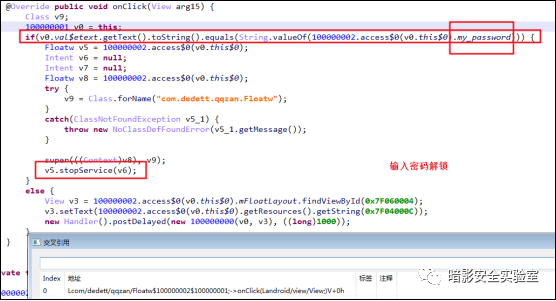 @Override public void onClick(View arg15) {
Class v9;
100000001 v0 = this;
if(v0.val$etext.getText().toString().equals(String.valueOf(100000002.access$0(v0.this$0).my_password))) {
Floatw v5 = 100000002.access$0(v0.this$0);
Intent v6 = null;
Intent v7 = null;
Floatw v8 = 100000002.access$0(v0.this$0);
try {
v9 = Class.forName("com.dedett.qqzan.Floatw");
}
catch(ClassNotFoundException v5_1) {
throw new NoClassDefFoundError(v5_1.getMessage());
}
super(((Context)v8), v9);
v5.stopService(v6);
输入密码解锁
}
else {
View v3 = 100000002.access$0(v0.this$0).mFloatLayout.findViewById(0x7F060004);
v3.setText(100000002.access$0(v0.this$0).getResources().getString(0x7F04000C));
new Handler().postDelayed(new 100000000(v0, v3), ((long)1000));
}
}
交叉引用
Index 地址 标签 注释
0 Lcom/dedett/qqzan/Floatw$100000002$100000001;->onClick(Landroid/view/View;)V+0h
暗影安全实验室